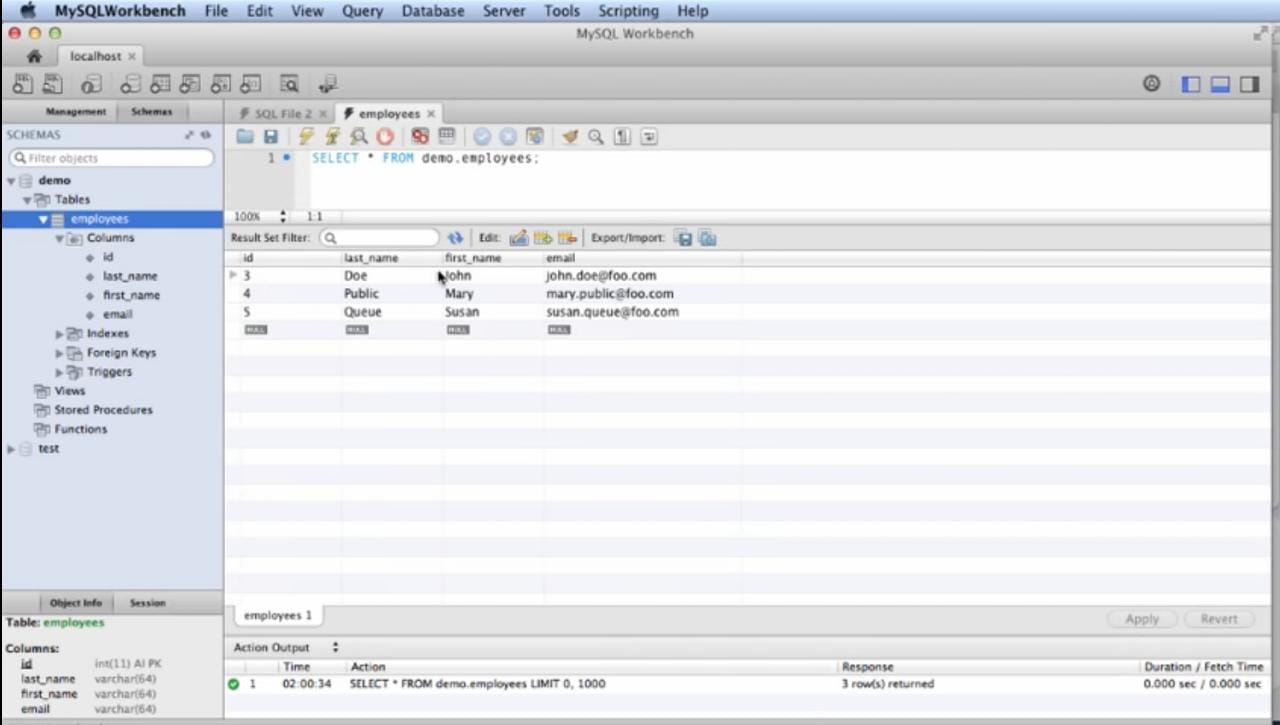 MySQLWorkbench File Edit View Query Database Server Tools Scripting Help
MySQL Workbench
localhost
Management Schemas
SQL File 2 employees
SCHEMAS
Filter objects
1 SELECT * FROM demo.employees;
demo
Tables
employees
Columns
id
last_name
first_name
email
Indexes
Foreign Keys
Triggers
Views
Stored Procedures
Functions
test
100% 1:1
Result Set Filter: Edit: Export/Import:
id last_name first_name email
3 Doe John john.doe@foo.com
4 Public Mary mary.public@foo.com
5 Queue Susan susan.queue@foo.com
NULL NULL NULL NULL
employees 1 Apply Revert
Object Info Session
Table: employees
Columns:
id int(11) AI PK
last_name varchar(64)
first_name varchar(64)
email varchar(64)
Action Output
Time Action Response Duration / Fetch Time
1 02:00:34 SELECT * FROM demo.employees LIMIT 0, 1000 3 row(s) returned 0.000 sec / 0.000 sec